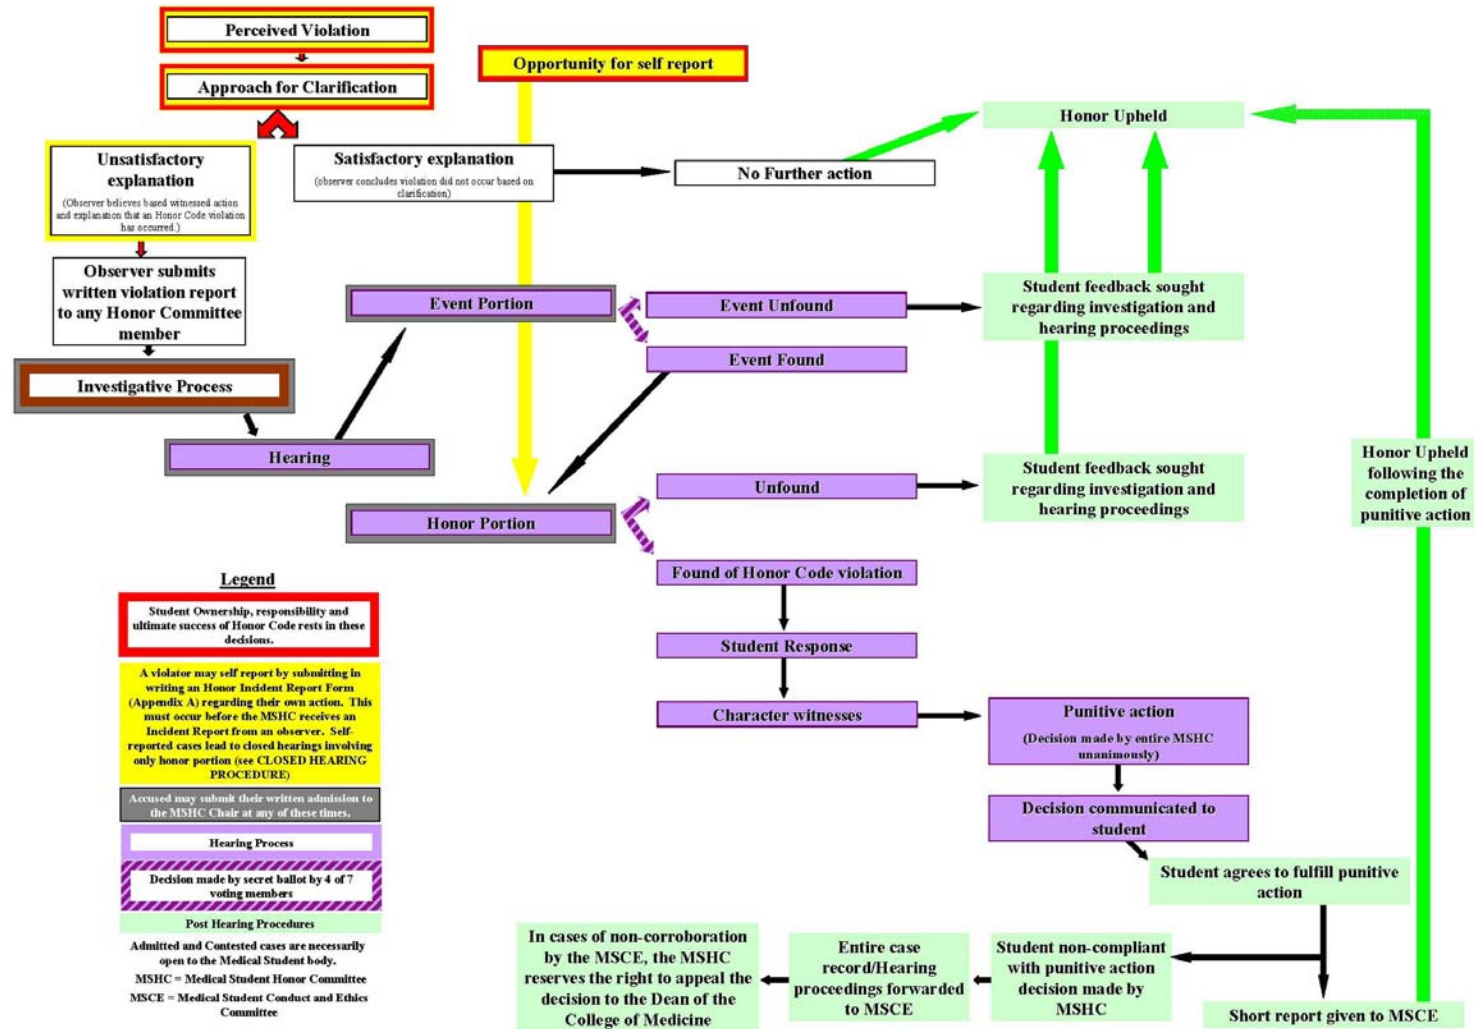 Perceived Violation
Approach for Clarification
Opportunity for self report
Unsatisfactory
explanation
(Observer believes based witnessed action
and explanation that an Honor Code violation
has occurred.)
Satisfactory explanation
(observer concludes violation did not occur based on
clarification)
No Further action
Honor Upheld
Observer submits
written violation report
to any Honor Committee
member
Investigative Process
Hearing
Event Portion
Event Unfound
Event Found
Student feedback sought
regarding investigation and
hearing proceedings
Honor Portion
Unfound
Student feedback sought
regarding investigation and
hearing proceedings
Honor Upheld
following the
completion of
punitive action
Found of Honor Code violation
Student Response
Character witnesses
Punitive action
(Decision made by entire MSHC
unanimously)
Decision communicated to
student
Student agrees to fulfill punitive
action
Short report given to MSCE
Student non-compliant
with punitive action
decision made by
MSHC
Entire case
record/Hearing
proceedings forwarded
to MSCE
In cases of non-corroboration
by the MSCE, the MSHC
reserves the right to appeal the
decision to the Dean of the
College of Medicine
Legend
Student Ownership, responsibility and
ultimate success of Honor Code rests in these
decisions.
A violator may self report by submitting in
writing an Honor Incident Report Form
(Appendix A) regarding their own action. This
must occur before the MSHC receives an
Incident Report from an observer. Self-
reported cases lead to closed hearings involving
only honor portion (see CLOSED HEARING
PROCEDURE)
Accused may submit their written admission to
the MSHC Chair at any of these times.
Hearing Process
Decision made by secret ballot by 4 of 7
voting members
Post Hearing Procedures
Admitted and Contested cases are necessarily
open to the Medical Student body.
MSHC = Medical Student Honor Committee
MSCE = Medical Student Conduct and Ethics
Committee